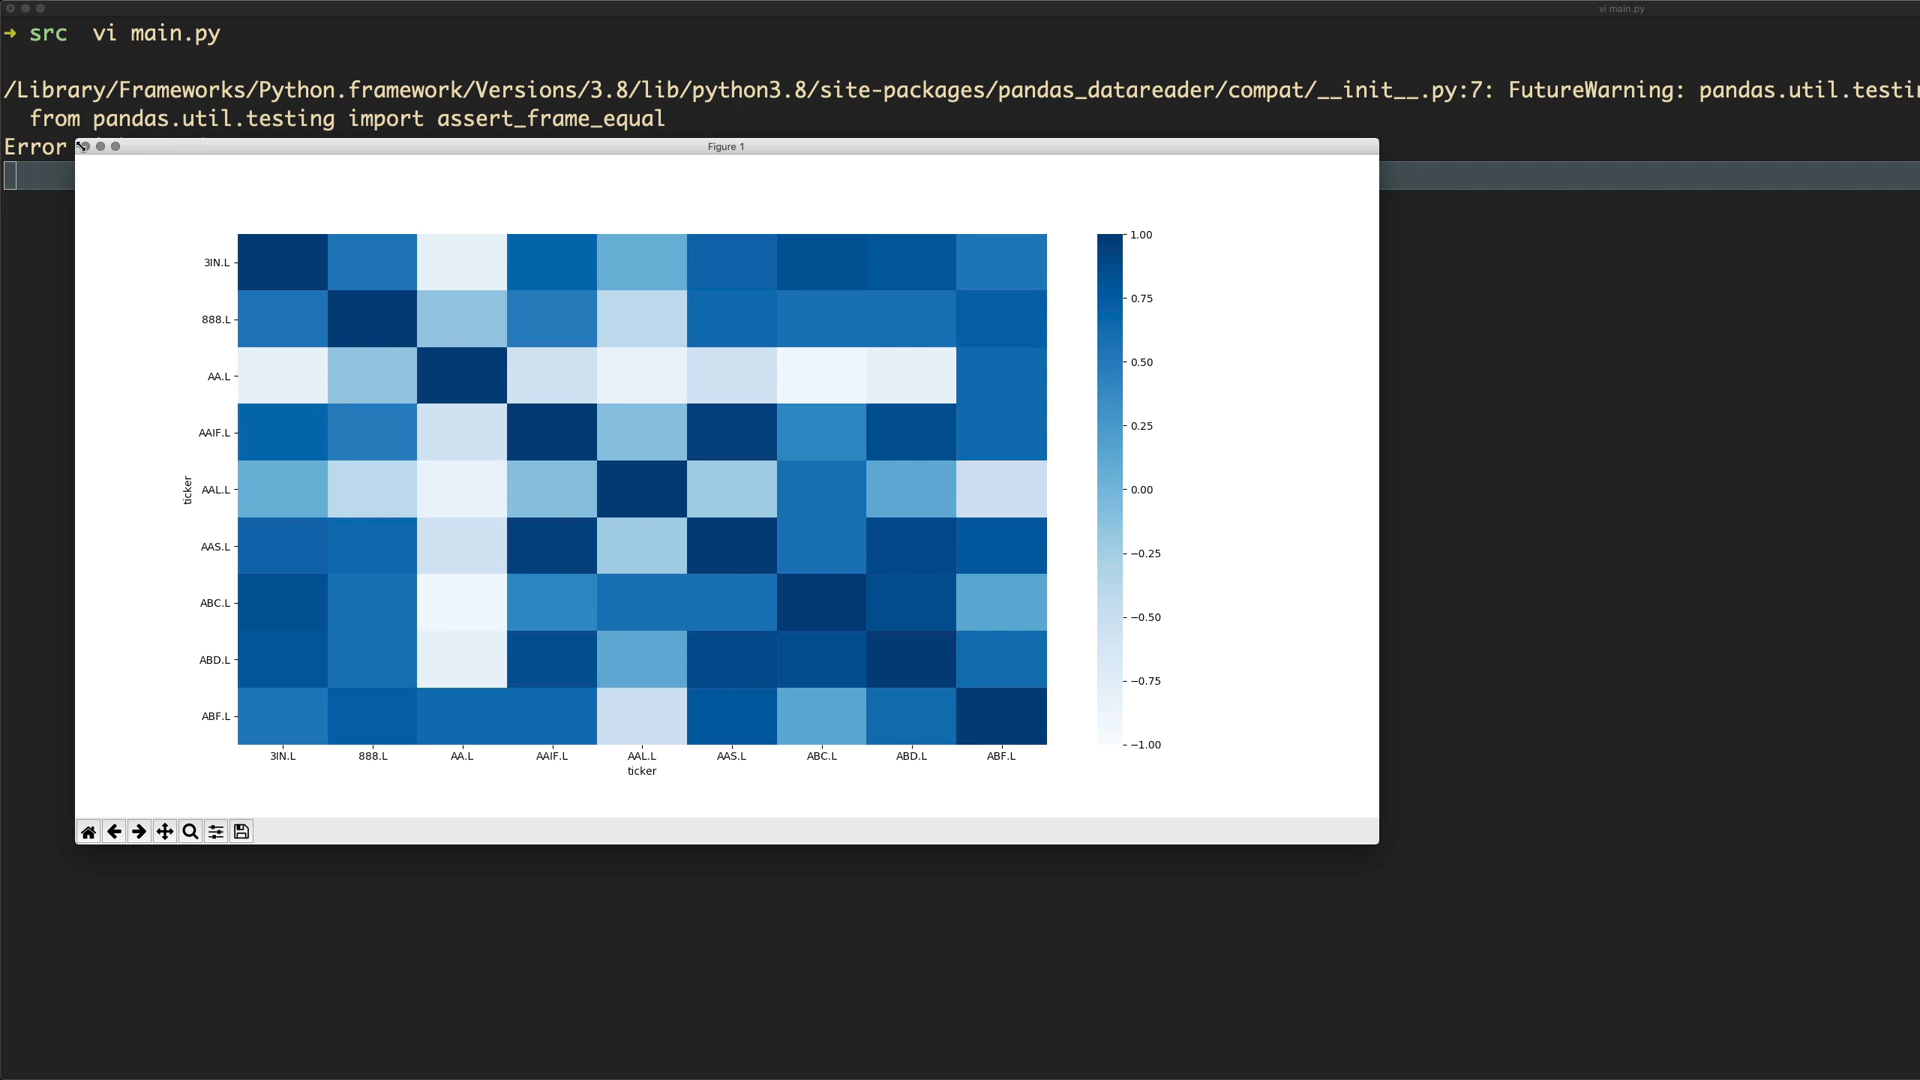 vi main.py
➜ src vi main.py
/Library/Frameworks/Python.framework/Versions/3.8/lib/python3.8/site-packages/pandas_datareader/compat/__init__.py:7: FutureWarning: pandas.util.testi
from pandas.util.testing import assert_frame_equal
Error
Figure 1
3IN.L
888.L
AA.L
AAIF.L
AAL.L
AAS.L
ABC.L
ABD.L
ABF.L
ticker
3IN.L 888.L AA.L AAIF.L AAL.L AAS.L ABC.L ABD.L ABF.L
ticker
1.00
0.75
0.50
0.25
0.00
−0.25
−0.50
−0.75
−1.00